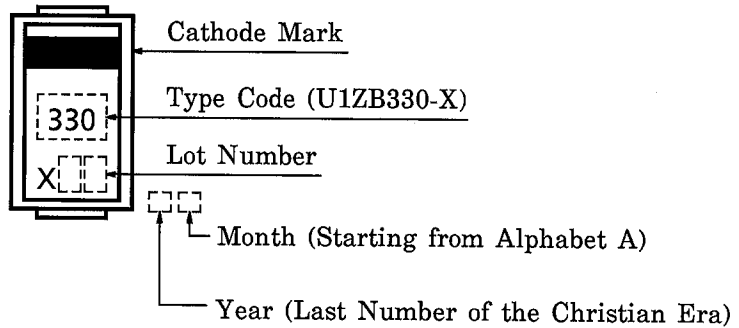 Cathode Mark
Type Code (U1ZB330-X)
330
Lot Number
X
Month (Starting from Alphabet A)
Year (Last Number of the Christian Era)